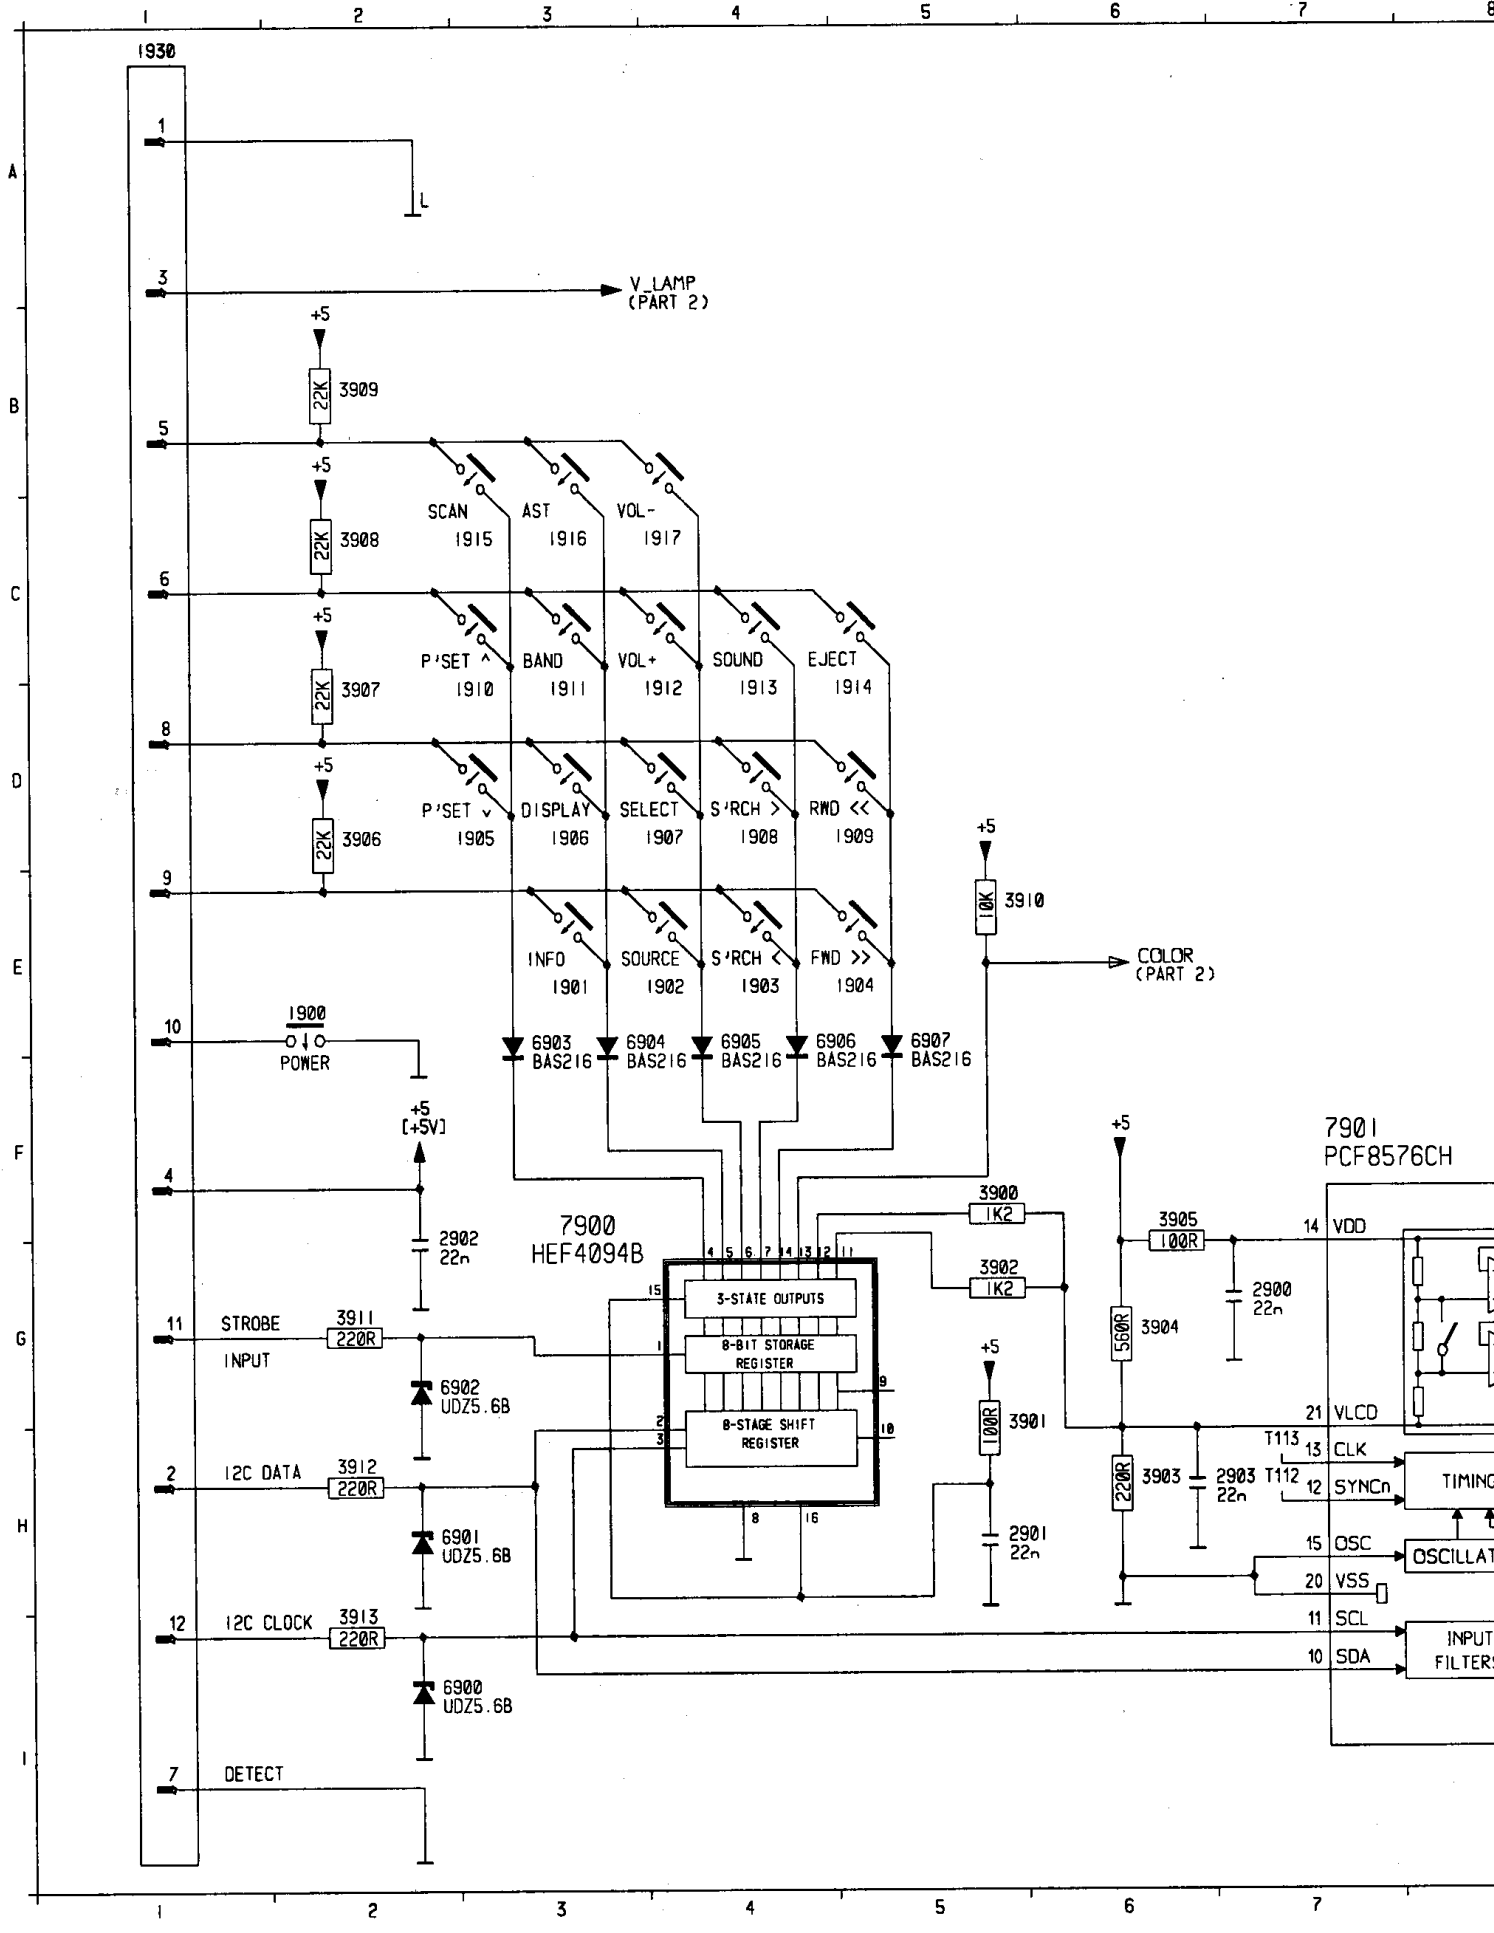 1 2 3 4 5 6 7 8
1930
1
A
L
3
V_LAMP
(PART 2)
+5
22K 3909
B
5
+5
SCAN AST VOL-
22K 3908
1915 1916 1917
6
C
+5
P'SET ^ BAND VOL+ SOUND EJECT
22K 3907
1910 1911 1912 1913 1914
8
+5
D
P'SET v DISPLAY SELECT S'RCH > RWD <<
+5
22K 3906
1905 1906 1907 1908 1909
9
10K 3910
E
INFO SOURCE S'RCH < FWD >>
COLOR
(PART 2)
1901 1902 1903 1904
1900
10
POWER
6903 6904 6905 6906 6907
BAS216 BAS216 BAS216 BAS216 BAS216
+5
[+5V]
+5
7901
PCF8576CH
F
4
3900
1K2
7900
HEF4094B
2902
22n
3905
100R
14 VDD
4 5 6 7 14 13 12 11
3902
1K2
15
3-STATE OUTPUTS
2900
22n
11 STROBE
INPUT
3911
220R
G
1
8-BIT STORAGE
REGISTER
560R 3904
+5
9
6902
UDZ5.6B
2
3
8-STAGE SHIFT
REGISTER
10
100R 3901
21 VLCD
T113
13 CLK
2 I2C DATA
3912
220R
220R 3903
2903
22n
T112
12 SYNCn
TIMING
H
8 16
6901
UDZ5.6B
2901
22n
15 OSC
OSCILLAT
20 VSS
12 I2C CLOCK
3913
220R
11 SCL
10 SDA
INPUT
FILTERS
6900
UDZ5.6B
I
7 DETECT
1 2 3 4 5 6 7